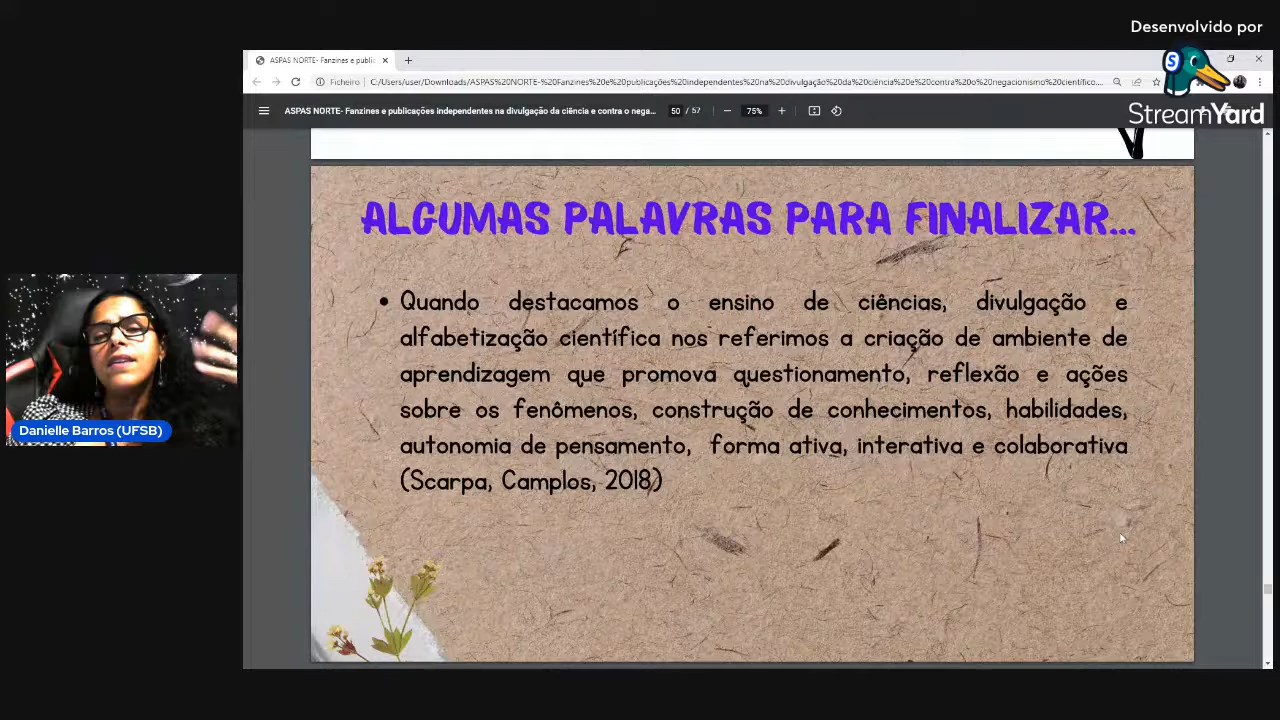 Desenvolvido por
StreamYard
ASPAS NORTE- Fanzines e public
Ficheiro
C:/Users/user/Downloads/ASPAS%20NORTE-%20Fanzines%20e%20publicações%20independentes%20na%20divulgação%20da%20ciência%20e%20contra%20o%20negacionismo%20científico....
ASPAS NORTE- Fanzines e publicações independentes na divulgação da ciência e contra o nega...
50 / 57
75%
ALGUMAS PALAVRAS PARA FINALIZAR...
• Quando destacamos o ensino de ciências, divulgação e
alfabetização científica nos referimos a criação de ambiente de
aprendizagem que promova questionamento, reflexão e ações
sobre os fenômenos, construção de conhecimentos, habilidades,
autonomia de pensamento, forma ativa, interativa e colaborativa
(Scarpa, Camplos, 2018)
Danielle Barros (UFSB)